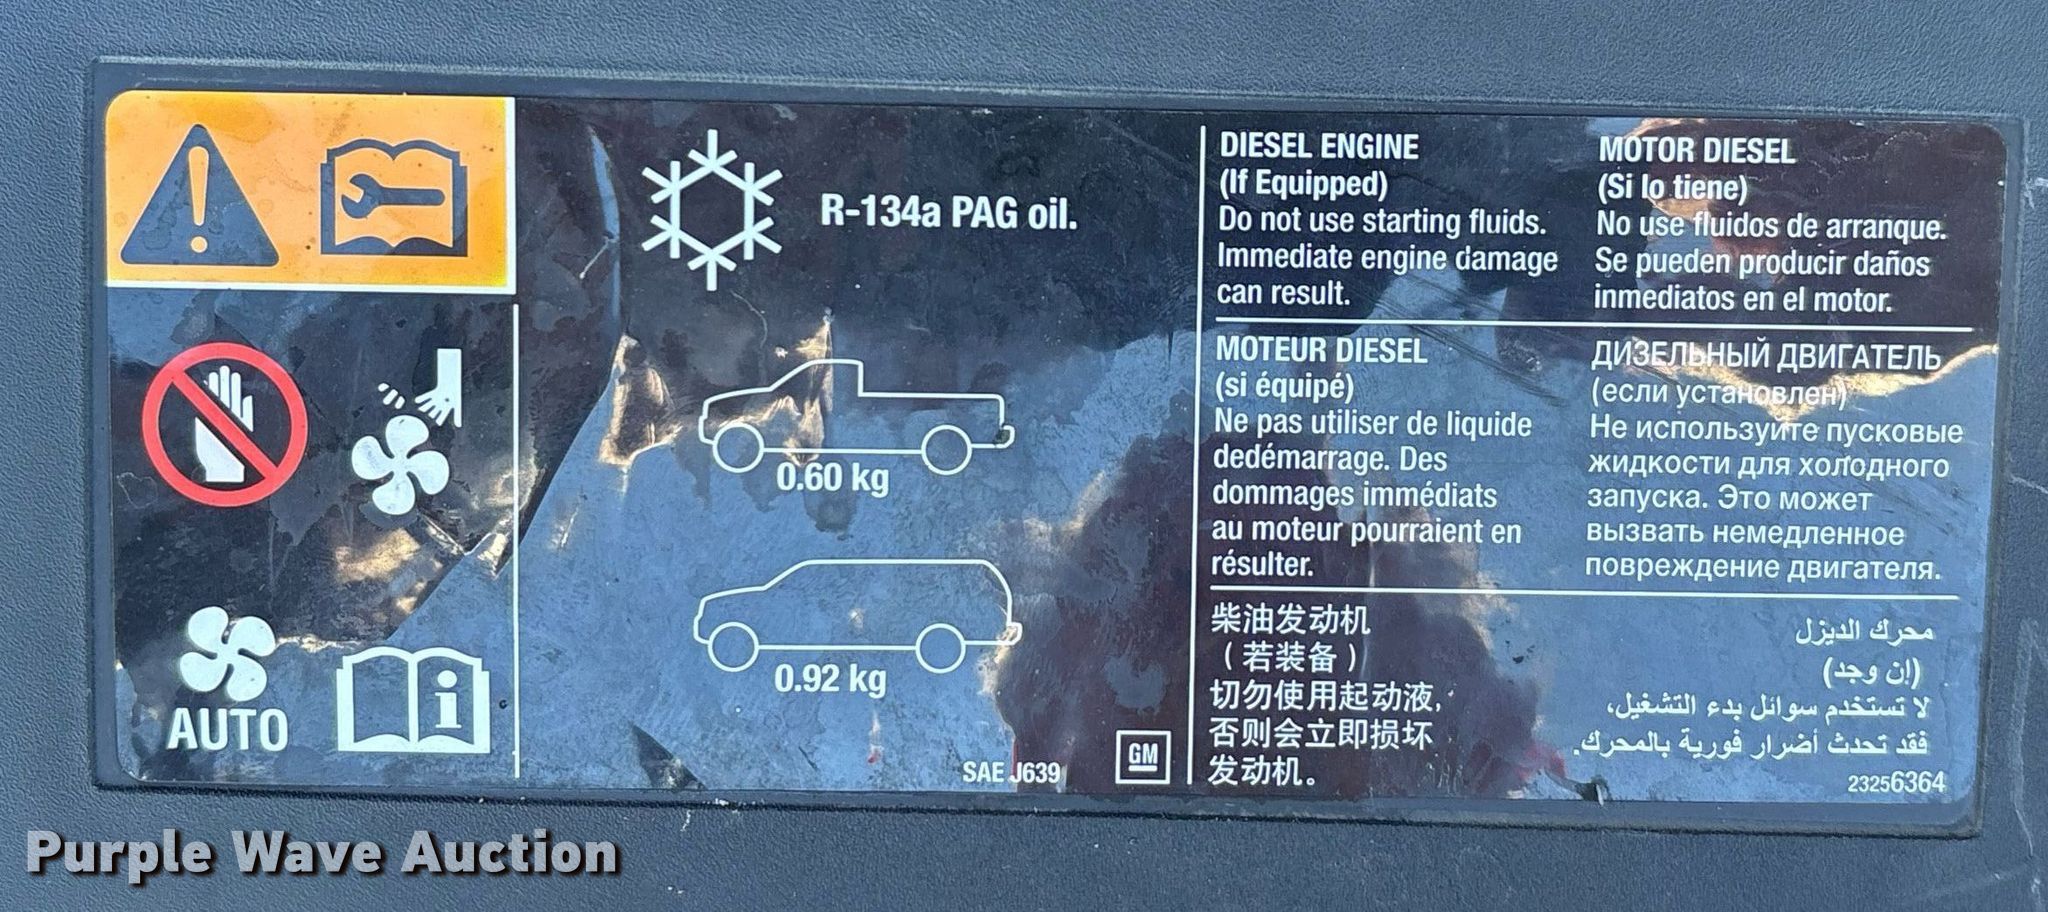 R-134a PAG oil.
0.60 kg
0.92 kg
AUTO
SAE J639
GM
DIESEL ENGINE
(If Equipped)
Do not use starting fluids.
Immediate engine damage
can result.
MOTOR DIESEL
(Si lo tiene)
No use fluidos de arranque.
Se pueden producir daños
inmediatos en el motor.
MOTEUR DIESEL
(si équipé)
Ne pas utiliser de liquide
dedémarrage. Des
dommages immédiats
au moteur pourraient en
résulter.
ДИЗЕЛЬНЫЙ ДВИГАТЕЛЬ
(если установлен)
Не используйте пусковые
жидкости для холодного
запуска. Это может
вызвать немедленное
повреждение двигателя.
柴油发动机
（若装备）
切勿使用起动液,
否则会立即损坏
发动机。
محرك الديزل
(إن وجد)
لا تستخدم سوائل بدء التشغيل،
فقد تحدث أضرار فورية بالمحرك.
23256364
Purple Wave Auction